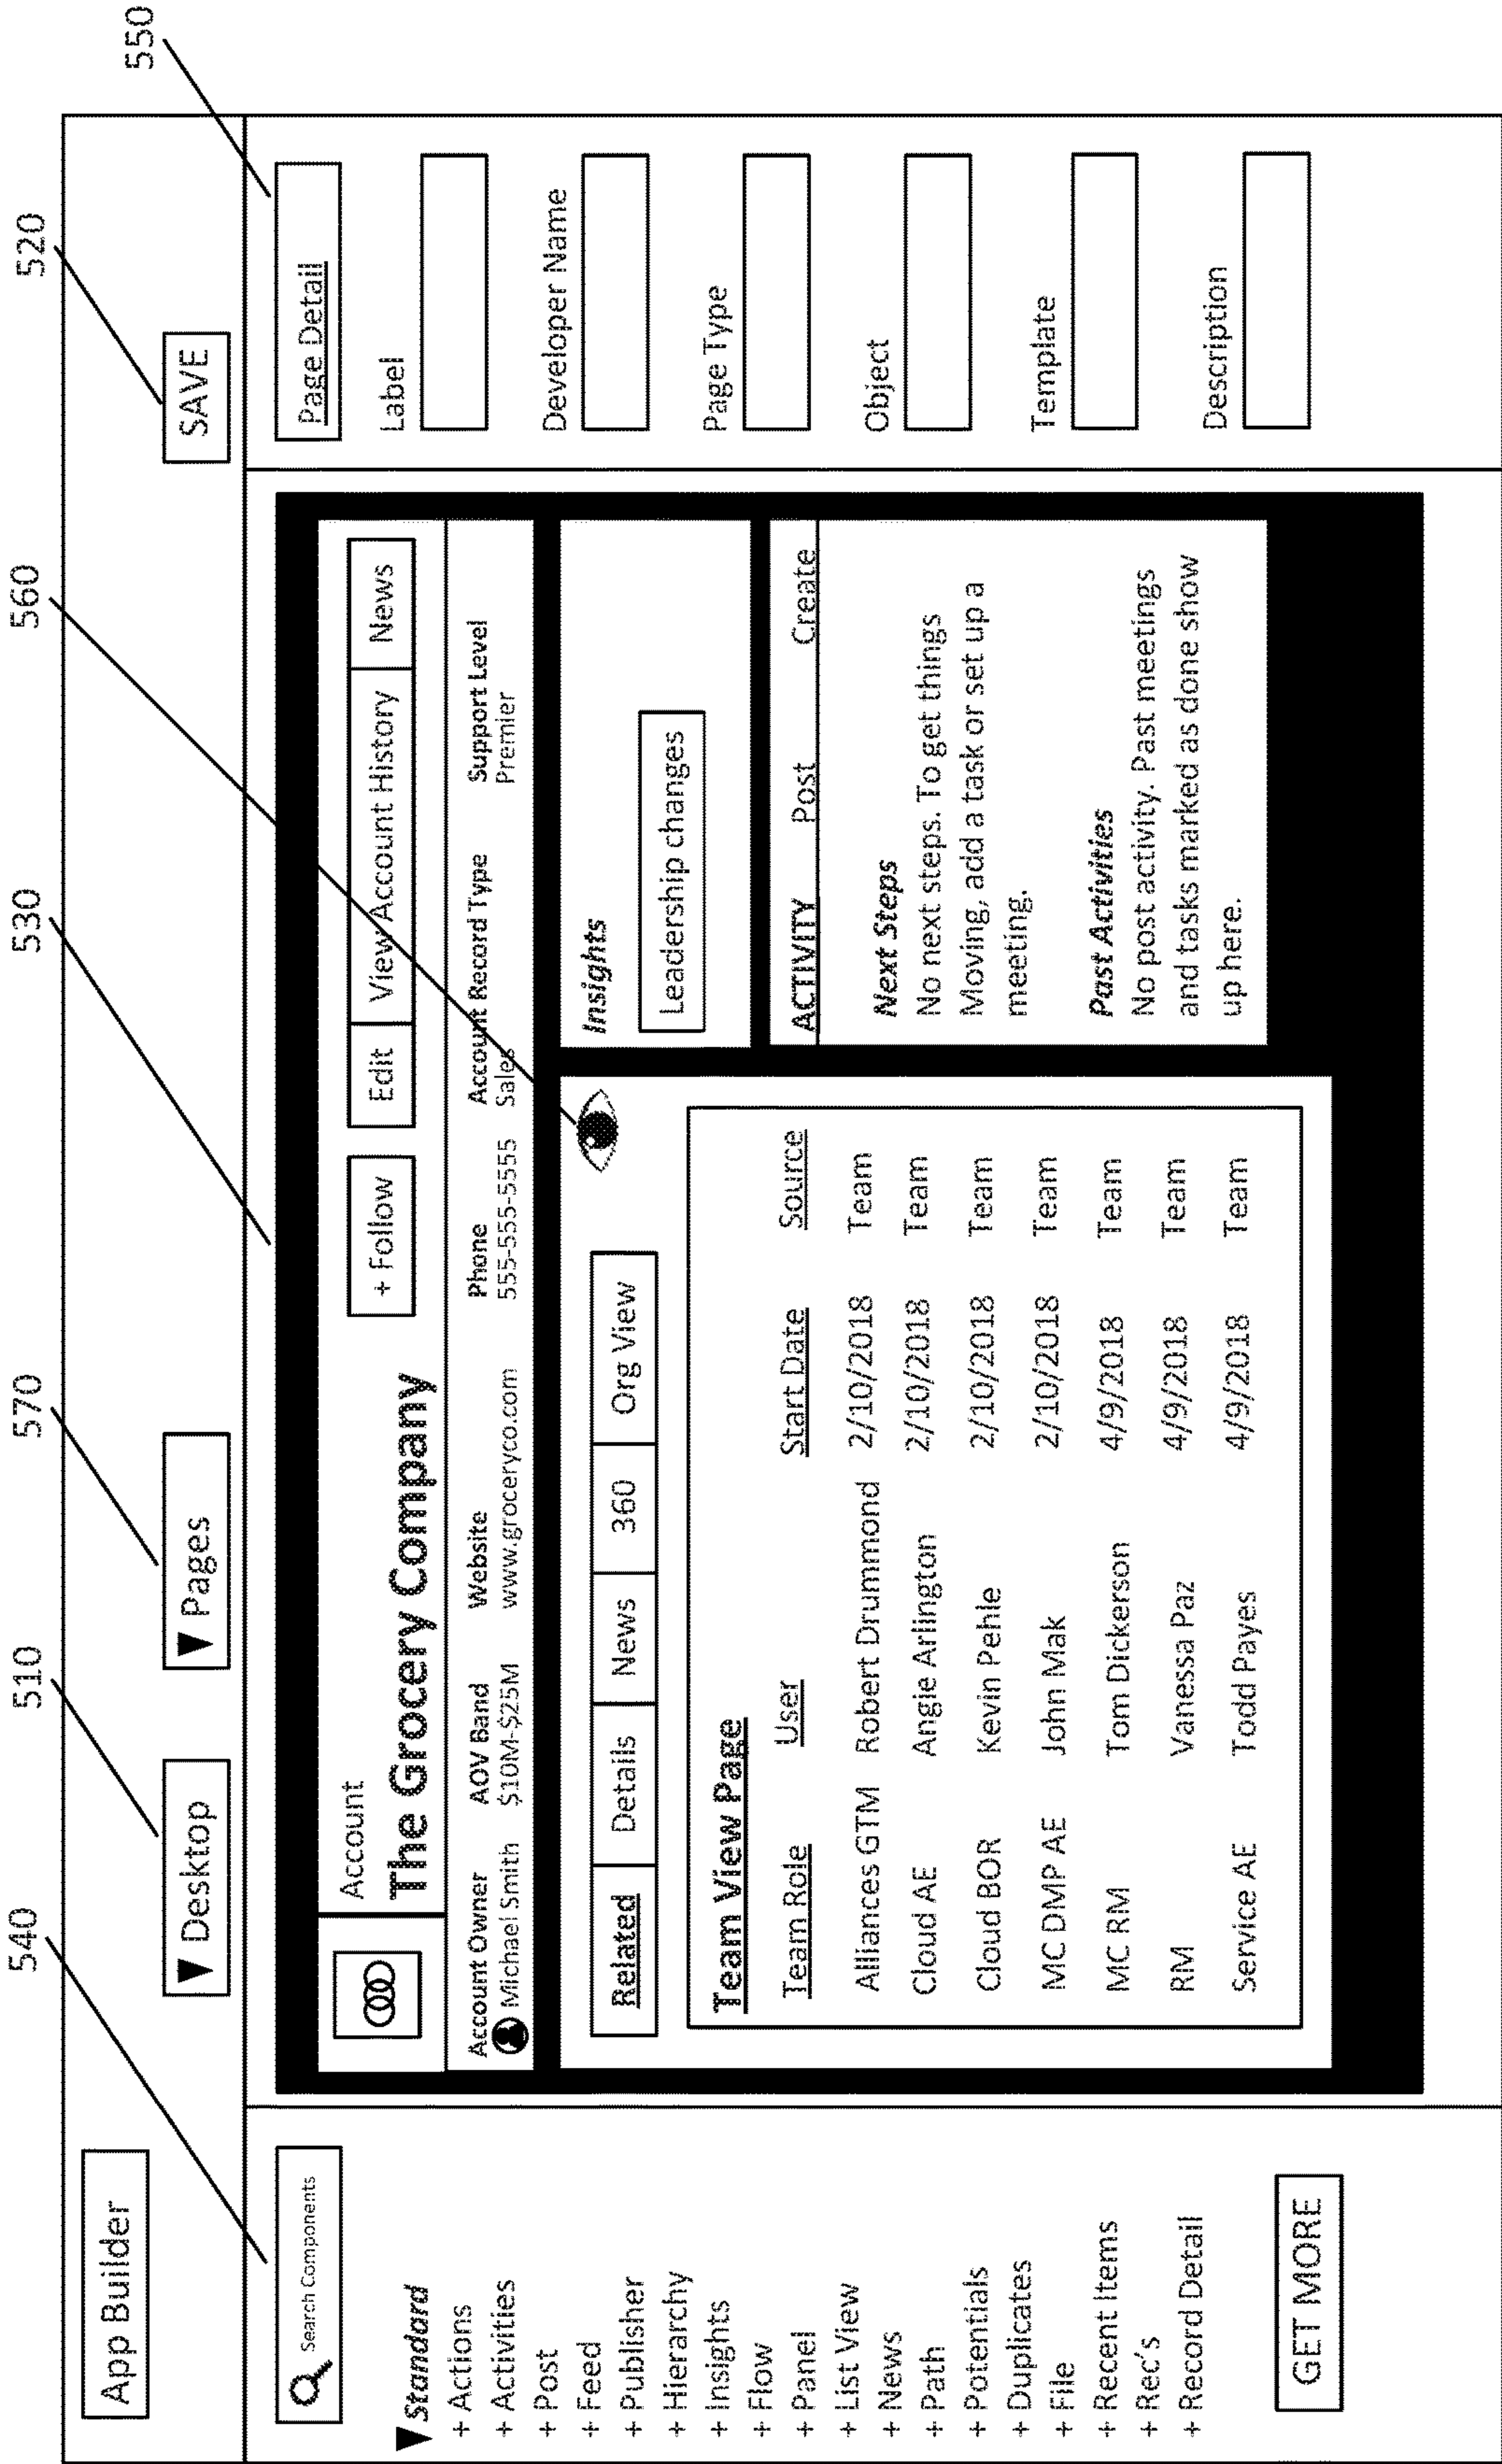 540
510
570
530
560
520
550
App Builder
▼ Desktop
▼ Pages
SAVE
Search Components
▼ Standard
+ Actions
+ Activities
+ Post
+ Feed
+ Publisher
+ Hierarchy
+ Insights
+ Flow
+ Panel
+ List View
+ News
+ Path
+ Potentials
+ Duplicates
+ File
+ Recent Items
+ Rec's
+ Record Detail
GET MORE
Account
The Grocery Company
+ Follow
Edit
View Account History
News
Account Owner
Michael Smith
AOV Band
$10M-$25M
Website
www.groceryco.com
Phone
555-555-5555
Account Record Type
Sales
Support Level
Premier
Related
Details
News
360
Org View
Team View Page
Team Role User Start Date Source
Alliances GTM Robert Drummond 2/10/2018 Team
Cloud AE Angie Arlington 2/10/2018 Team
Cloud BOR Kevin Pehle 2/10/2018 Team
MC DMP AE John Mak 2/10/2018 Team
MC RM Tom Dickerson 4/9/2018 Team
RM Vanessa Paz 4/9/2018 Team
Service AE Todd Payes 4/9/2018 Team
Insights
Leadership changes
ACTIVITY Post Create
Next Steps
No next steps. To get things
Moving, add a task or set up a
meeting.
Past Activities
No post activity. Past meetings
and tasks marked as done show
up here.
Page Detail
Label
Developer Name
Page Type
Object
Template
Description